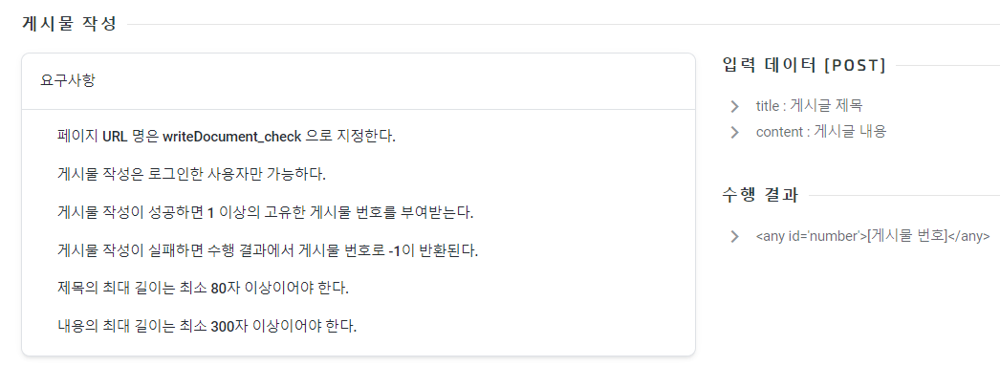 게시물 작성
요구사항
페이지 URL 명은 writeDocument_check 으로 지정한다.
게시물 작성은 로그인한 사용자만 가능하다.
게시물 작성이 성공하면 1 이상의 고유한 게시물 번호를 부여받는다.
게시물 작성이 실패하면 수행 결과에서 게시물 번호로 -1이 반환된다.
제목의 최대 길이는 최소 80자 이상이어야 한다.
내용의 최대 길이는 최소 300자 이상이어야 한다.
입력 데이터 [POST]
title : 게시글 제목
content : 게시글 내용
수행 결과
<any id='number'>[게시물 번호]</any>